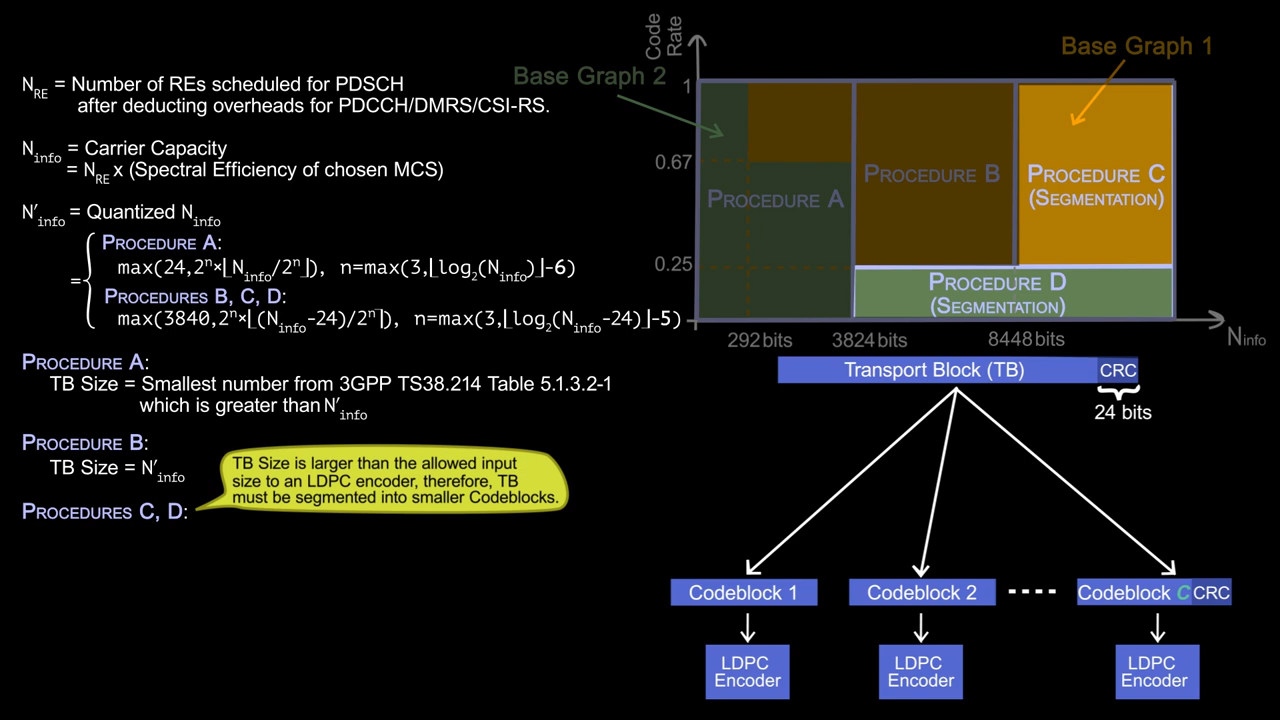 N_RE = Number of REs scheduled for PDSCH
after deducting overheads for PDCCH/DMRS/CSI-RS.
N_info = Carrier Capacity
= N_RE x (Spectral Efficiency of chosen MCS)
N′_info = Quantized N_info
PROCEDURE A:
= max(24,2ⁿ×⌊N_info/2ⁿ⌋), n=max(3,⌊log₂(N_info)⌋-6)
PROCEDURES B, C, D:
max(3840,2ⁿ×⌊(N_info-24)/2ⁿ⌉), n=max(3,⌊log₂(N_info-24)⌋-5)
PROCEDURE A:
TB Size = Smallest number from 3GPP TS38.214 Table 5.1.3.2-1
which is greater than N′_info
PROCEDURE B:
TB Size = N′_info
PROCEDURES C, D:
TB Size is larger than the allowed input
size to an LDPC encoder, therefore, TB
must be segmented into smaller Codeblocks.
Code
Rate
Base Graph 1
Base Graph 2
1
0.67
0.25
PROCEDURE A
PROCEDURE B
PROCEDURE C
(SEGMENTATION)
PROCEDURE D
(SEGMENTATION)
292 bits
3824 bits
8448 bits
N_info
Transport Block (TB)
CRC
24 bits
Codeblock 1
Codeblock 2
Codeblock C
CRC
LDPC
Encoder
LDPC
Encoder
LDPC
Encoder